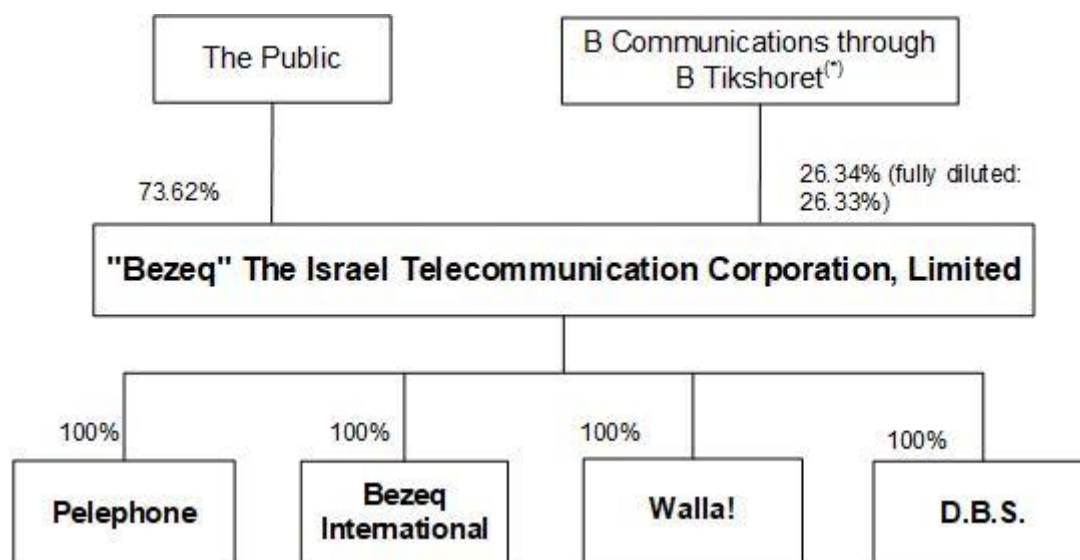 The Public
B Communications through
B Tikshoret(*)
73.62%
26.34% (fully diluted:
26.33%)
"Bezeq" The Israel Telecommunication Corporation, Limited
100%
100%
100%
100%
Pelephone
Bezeq
International
Walla!
D.B.S.